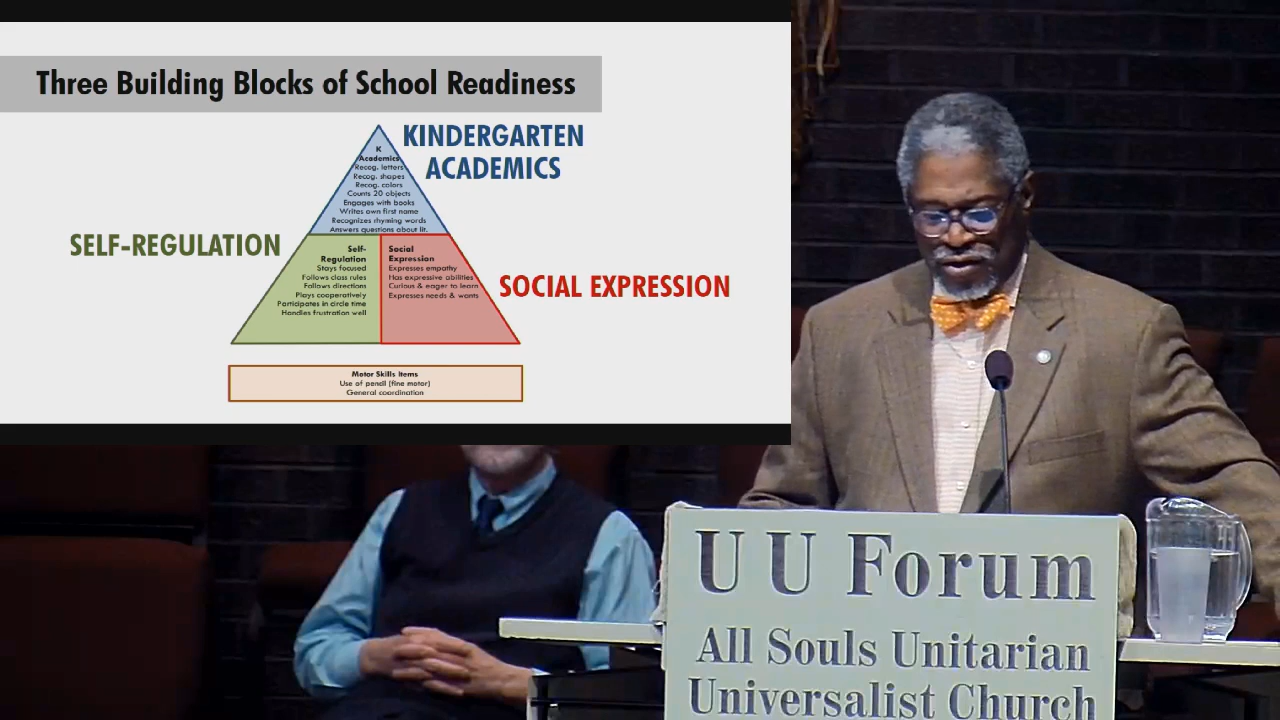 Three Building Blocks of School Readiness
KINDERGARTEN
ACADEMICS
K
Academics
Recog. letters
Recog. shapes
Recog. colors
Counts 20 objects
Engages with books
Writes own first name
Recognizes rhyming words
Answers questions about lit.
SELF-REGULATION
Self-
Regulation
Stays focused
Follows class rules
Follows directions
Plays cooperatively
Participates in circle time
Handles frustration well
Social
Expression
Expresses empathy
Has expressive abilities
Curious & eager to learn
Expresses needs & wants
SOCIAL EXPRESSION
Motor Skills Items
Use of pencil (fine motor)
General coordination
U U Forum
All Souls Unitarian
Universalist Church